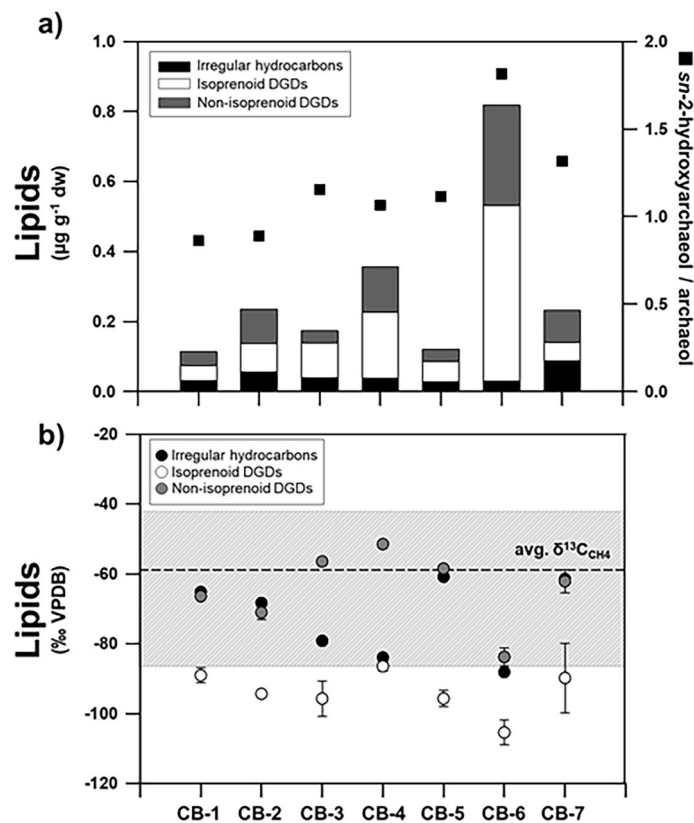 a)
1.0
0.8
0.6
0.4
0.2
0.0
Lipids
(µg g⁻¹ dw)
Irregular hydrocarbons
Isoprenoid DGDs
Non-isoprenoid DGDs
2.0
1.5
1.0
0.5
0.0
sn-2-hydroxyarchaeol / archaeol
b)
-20
-40
-60
-80
-100
-120
Lipids
(‰ VPDB)
Irregular hydrocarbons
Isoprenoid DGDs
Non-isoprenoid DGDs
avg. δ¹³C_CH4
CB-1 CB-2 CB-3 CB-4 CB-5 CB-6 CB-7